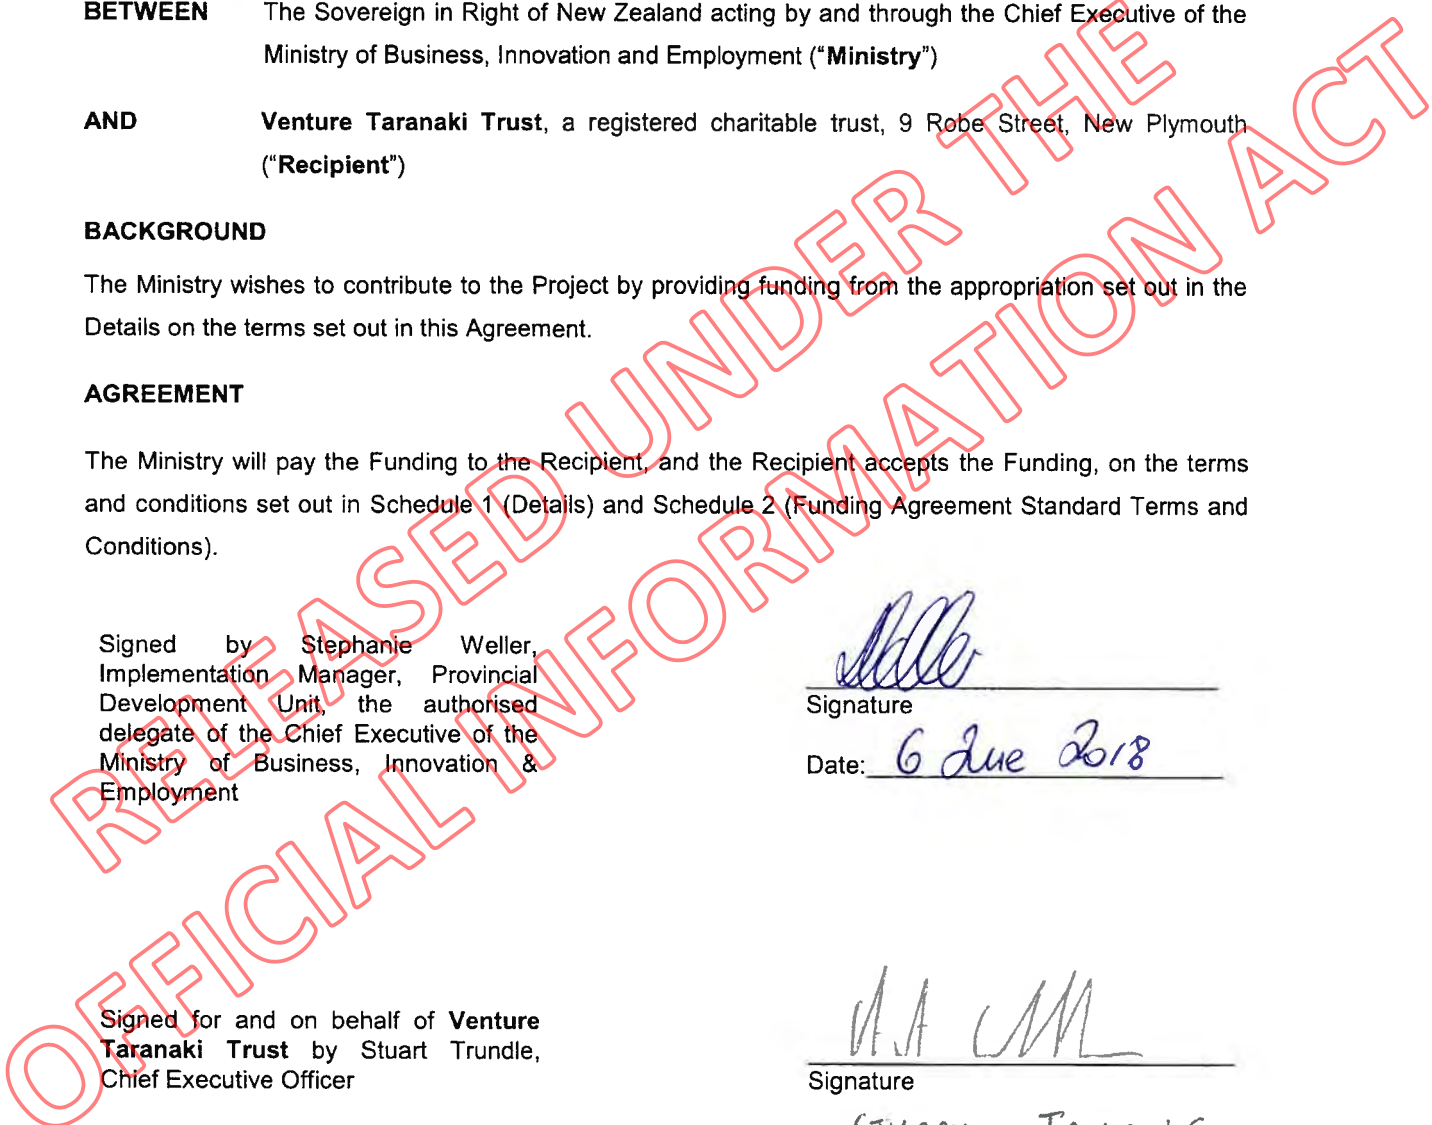 BETWEEN The Sovereign in Right of New Zealand acting by and through the Chief Executive of the
Ministry of Business, Innovation and Employment (“Ministry”)
AND Venture Taranaki Trust, a registered charitable trust, 9 Robe Street, New Plymouth
(“Recipient”)
BACKGROUND
The Ministry wishes to contribute to the Project by providing funding from the appropriation set out in the
Details on the terms set out in this Agreement.
AGREEMENT
The Ministry will pay the Funding to the Recipient, and the Recipient accepts the Funding, on the terms
and conditions set out in Schedule 1 (Details) and Schedule 2 (Funding Agreement Standard Terms and
Conditions).
Signed by Stephanie Weller,
Implementation Manager, Provincial
Development Unit, the authorised
delegate of the Chief Executive of the
Ministry of Business, Innovation &
Employment
Signature
Date: 6 June 2018
Signed for and on behalf of Venture
Taranaki Trust by Stuart Trundle,
Chief Executive Officer
Signature
RELEASED UNDER THE
OFFICIAL INFORMATION ACT